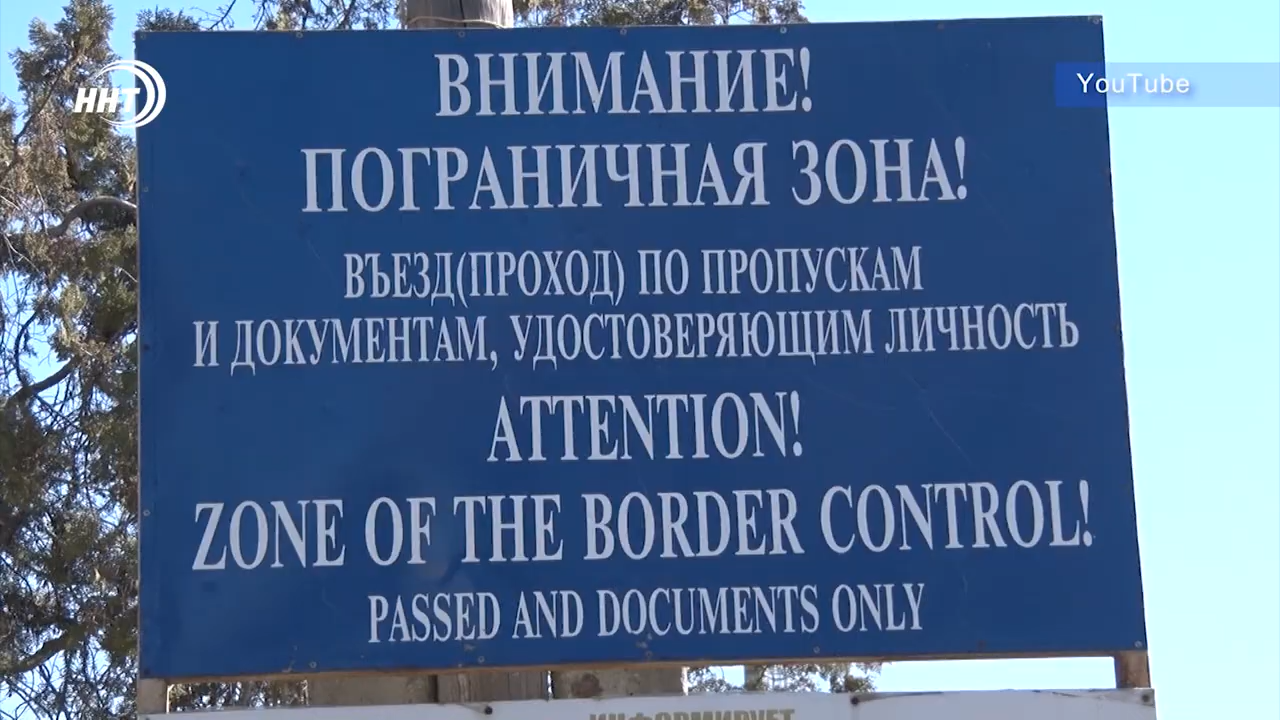 ННТ
YouTube
ВНИМАНИЕ!
ПОГРАНИЧНАЯ ЗОНА!
ВЪЕЗД(ПРОХОД) ПО ПРОПУСКАМ
И ДОКУМЕНТАМ, УДОСТОВЕРЯЮЩИМ ЛИЧНОСТЬ
ATTENTION!
ZONE OF THE BORDER CONTROL!
PASSED AND DOCUMENTS ONLY
ИНФОРМИРУЕТ